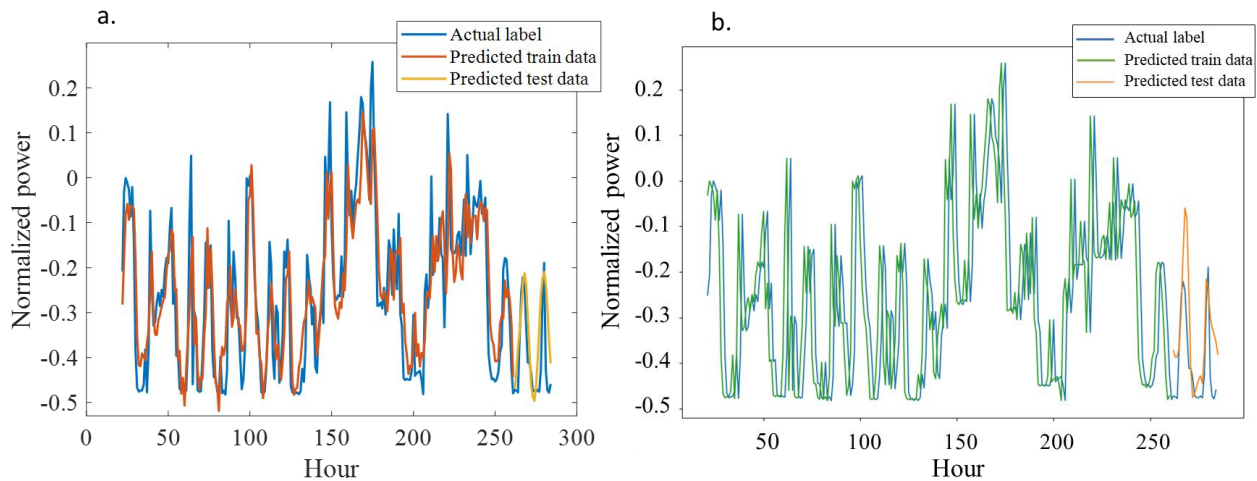 a.
Actual label
Predicted train data
Predicted test data
0.2
0.1
0
-0.1
-0.2
-0.3
-0.4
-0.5
Normalized power
0
50
100
150
200
250
300
Hour
b.
Actual label
Predicted train data
Predicted test data
0.2
0.1
0.0
-0.1
-0.2
-0.3
-0.4
-0.5
Normalized power
50
100
150
200
250
Hour